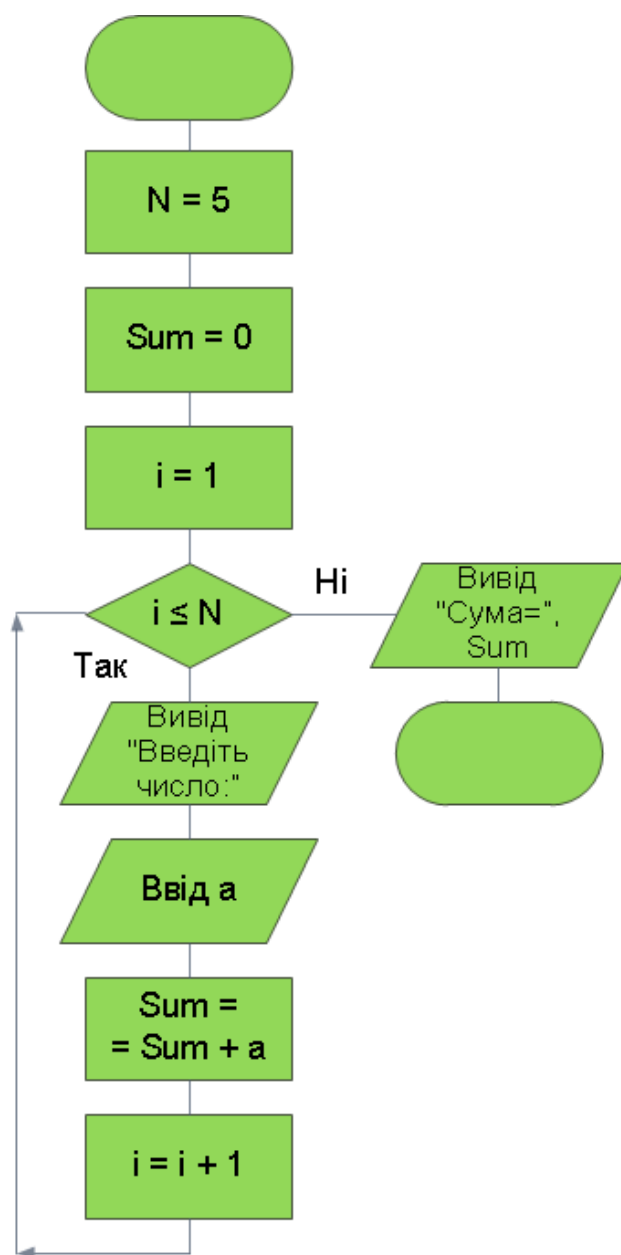 N = 5
Sum = 0
i = 1
i ≤ N
Ні
Вивід
"Сума=",
Sum
Так
Вивід
"Введіть
число:"
Ввід a
Sum =
= Sum + a
i = i + 1